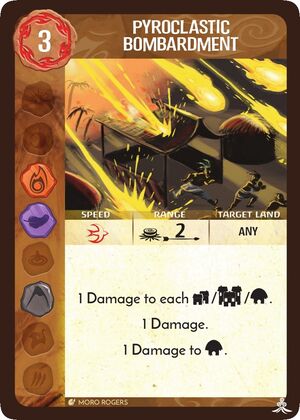 3
PYROCLASTIC
BOMBARDMENT
SPEED
RANGE
TARGET LAND
2
ANY
1 Damage to each / / .
1 Damage.
1 Damage to .
MORO ROGERS